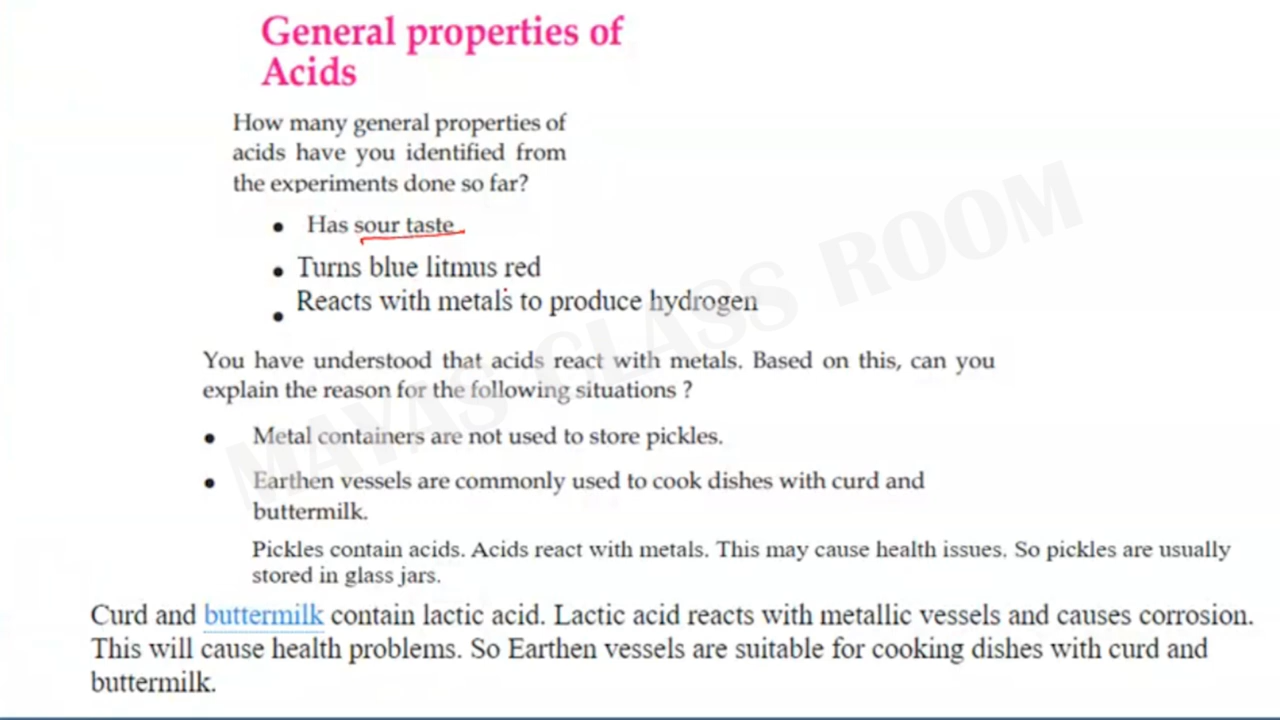 General properties of
Acids
How many general properties of
acids have you identified from
the experiments done so far?
• Has sour taste
• Turns blue litmus red
• Reacts with metals to produce hydrogen
You have understood that acids react with metals. Based on this, can you
explain the reason for the following situations ?
• Metal containers are not used to store pickles.
• Earthen vessels are commonly used to cook dishes with curd and
buttermilk.
Pickles contain acids. Acids react with metals. This may cause health issues. So pickles are usually
stored in glass jars.
Curd and buttermilk contain lactic acid. Lactic acid reacts with metallic vessels and causes corrosion.
This will cause health problems. So Earthen vessels are suitable for cooking dishes with curd and
buttermilk.
MAYAS CLASS ROOM